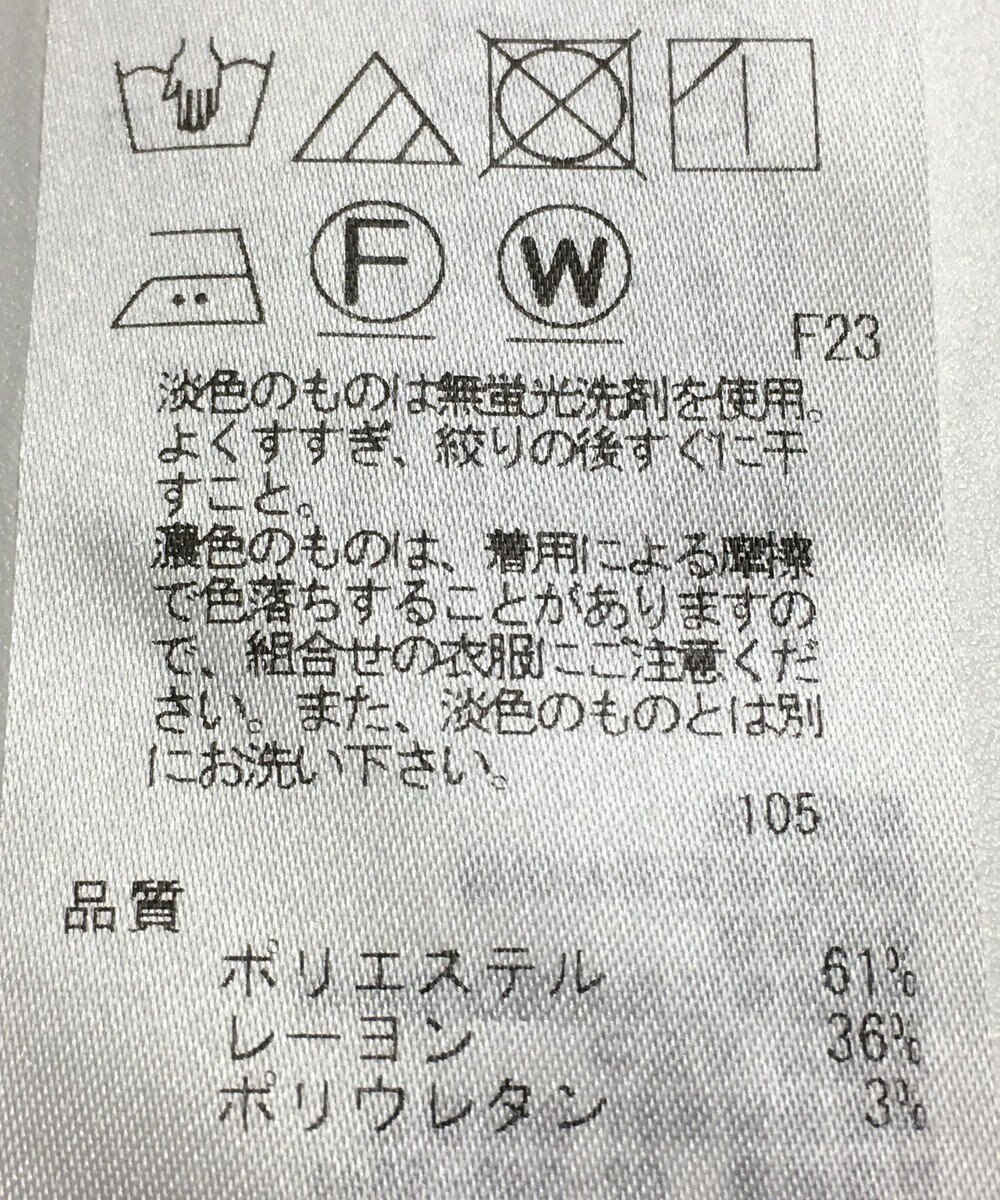 F
W
F23
淡色のものは無蛍光洗剤を使用。
よくすすぎ、絞りの後すぐに干
すこと。
濃色のものは、着用による摩擦
で色落ちすることがありますの
で、組合せの衣服にご注意くだ
さい。また、淡色のものとは別
にお洗い下さい。
105
品質
ポリエステル 61%
レーヨン 36%
ポリウレタン 3%